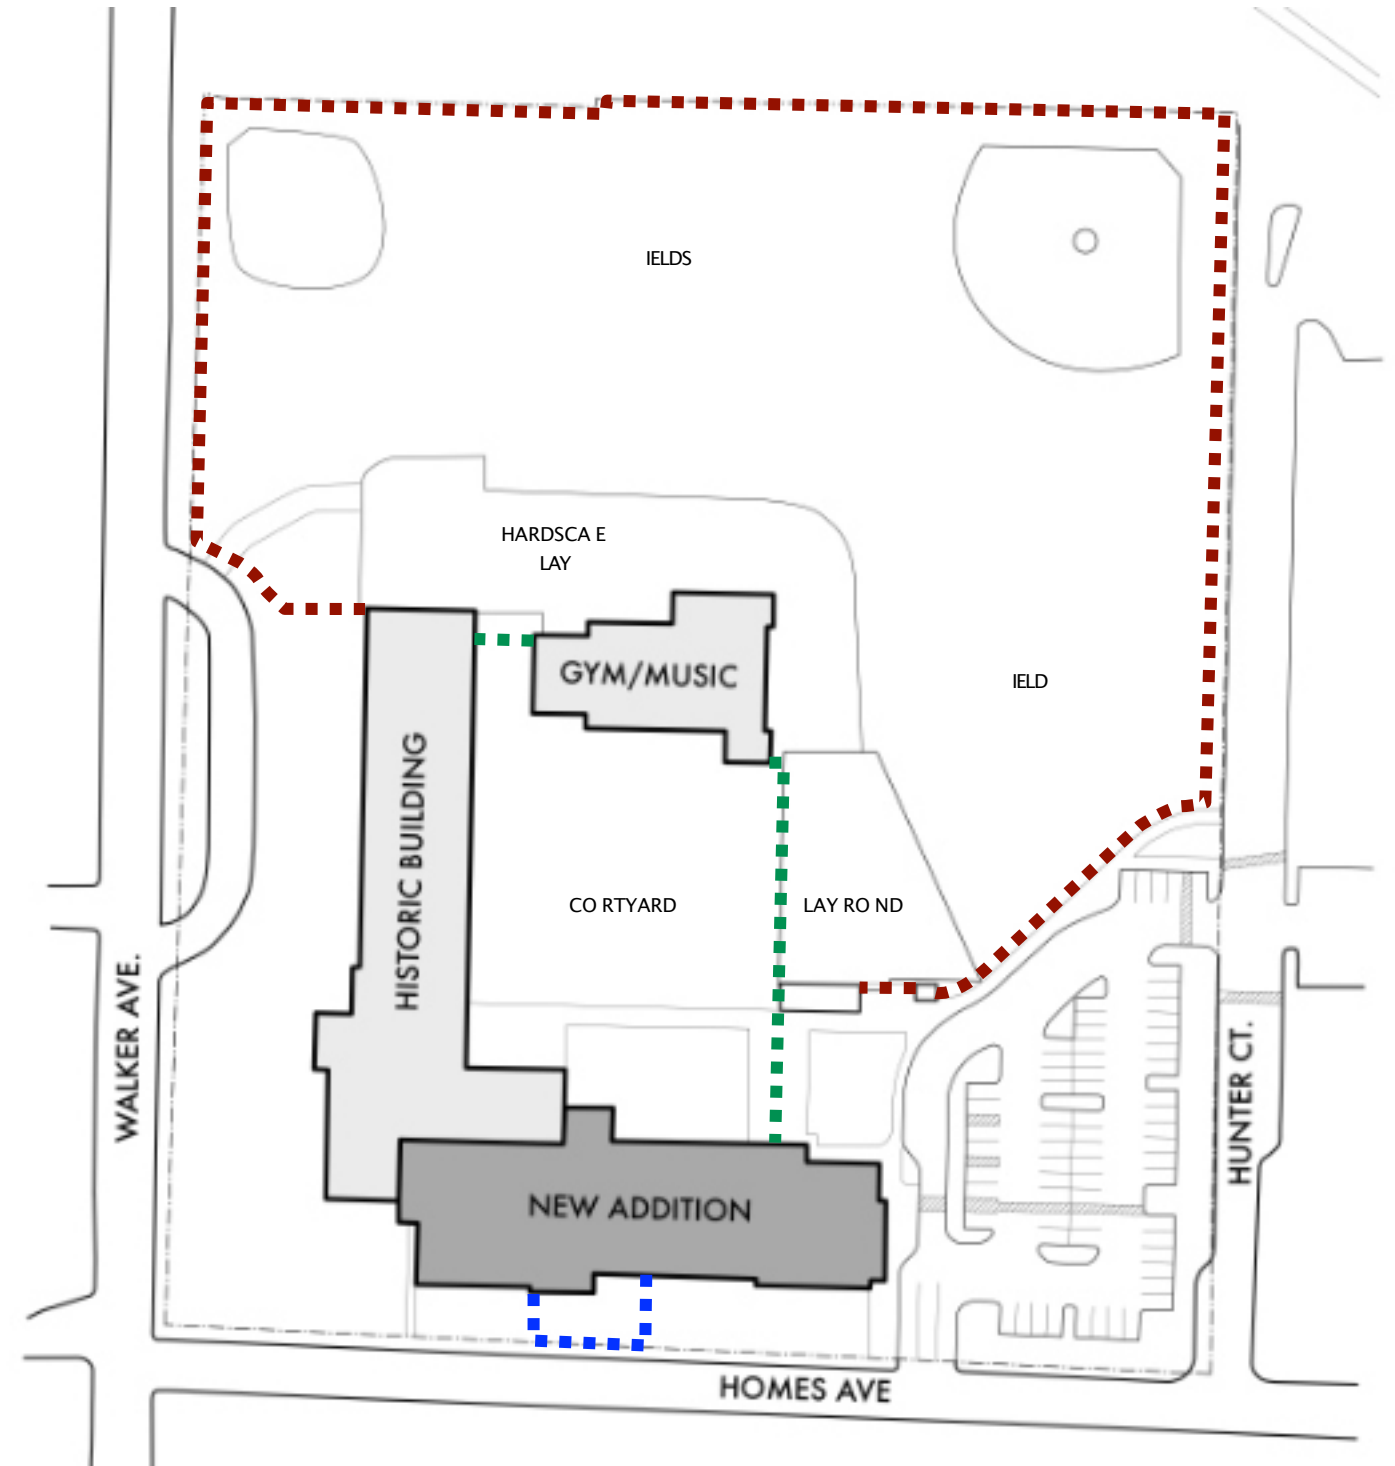 IELDS
HARDSCA E
LAY
GYM/MUSIC
IELD
HISTORIC BUILDING
CO RTYARD
LAY RO ND
WALKER AVE.
HUNTER CT.
NEW ADDITION
HOMES AVE